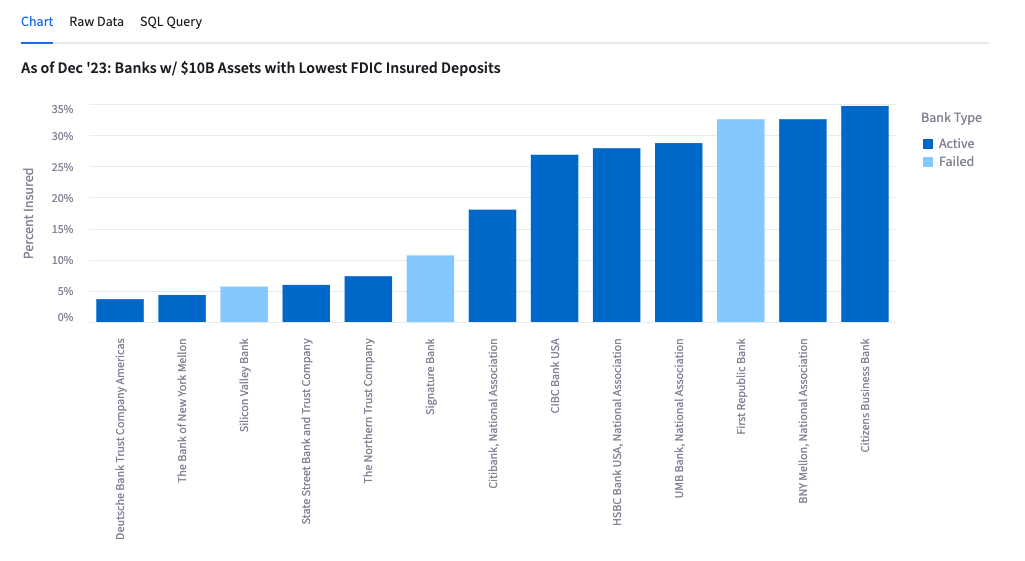 Chart Raw Data SQL Query
As of Dec '23: Banks w/ $10B Assets with Lowest FDIC Insured Deposits
Percent Insured
35%
30%
25%
20%
15%
10%
5%
0%
Deutsche Bank Trust Company Americas
The Bank of New York Mellon
Silicon Valley Bank
State Street Bank and Trust Company
The Northern Trust Company
Signature Bank
Citibank, National Association
CIBC Bank USA
HSBC Bank USA, National Association
UMB Bank, National Association
First Republic Bank
BNY Mellon, National Association
Citizens Business Bank
Bank Type
Active
Failed